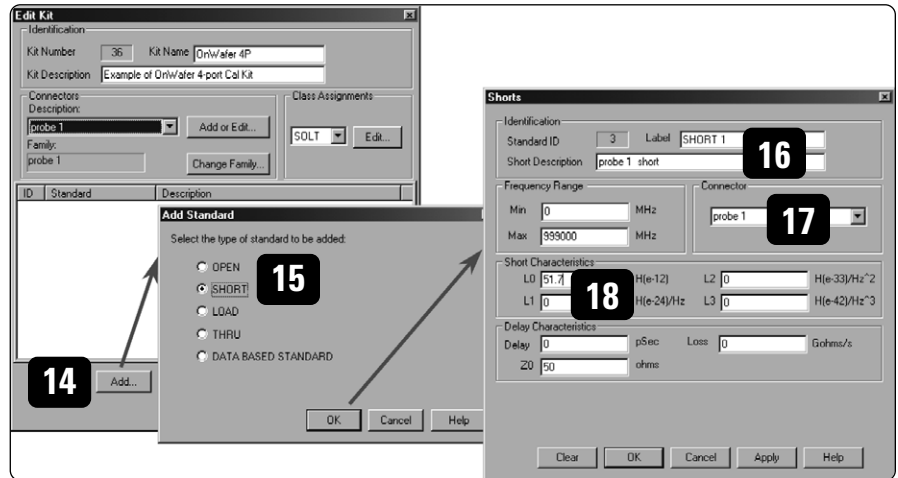 Edit Kit
Identification
Kit Number 36 Kit Name OnWafer 4P
Kit Description Example of OnWafer 4-port Cal Kit
Connectors
Description:
probe 1 Add or Edit...
Family:
probe 1 Change Family...
Class Assignments
SOLT Edit...
ID Standard Description
14 Add...
Add Standard
Select the type of standard to be added:
OPEN
SHORT
LOAD
THRU
DATA BASED STANDARD
15
OK Cancel Help
Shorts
Identification
Standard ID 3 Label SHORT 1
Short Description probe 1 short
16
Frequency Range
Min 0 MHz
Max 999000 MHz
Connector
probe 1
17
Short Characteristics
L0 51.7 H(e-12) L2 0 H(e-33)/Hz^2
L1 0 H(e-24)/Hz L3 0 H(e-42)/Hz^3
18
Delay Characteristics
Delay 0 pSec Loss 0 Gohms/s
Z0 50 ohms
Clear OK Cancel Apply Help